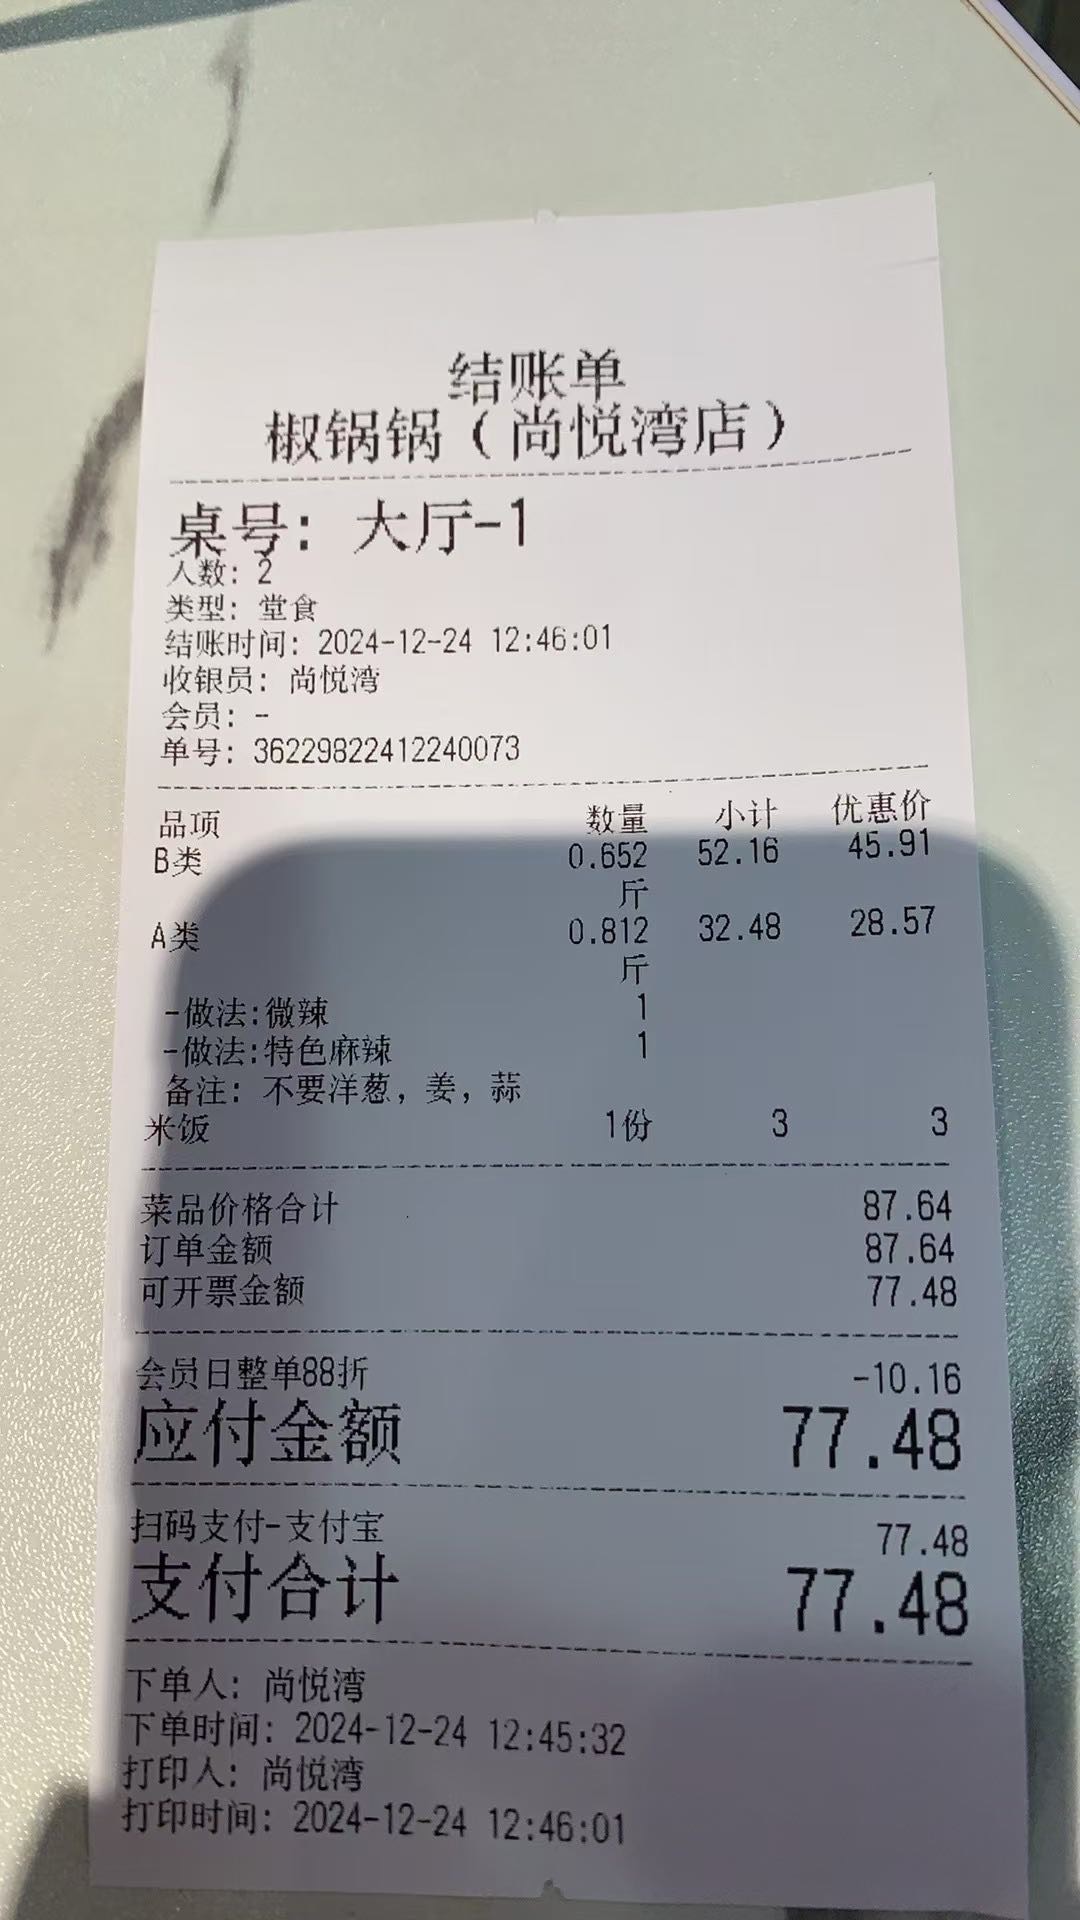 结账单
椒锅锅（尚悦湾店）
桌号：大厅-1
人数：2
类型：堂食
结账时间：2024-12-24 12:46:01
收银员：尚悦湾
会员：-
单号：36229822412240073
品项 数量 小计 优惠价
B类 0.652 52.16 45.91
斤
A类 0.812 32.48 28.57
斤
-做法:微辣 1
-做法:特色麻辣 1
备注：不要洋葱，姜，蒜
米饭 1份 3 3
菜品价格合计 87.64
订单金额 87.64
可开票金额 77.48
会员日整单88折 -10.16
应付金额 77.48
扫码支付-支付宝 77.48
支付合计 77.48
下单人：尚悦湾
下单时间：2024-12-24 12:45:32
打印人：尚悦湾
打印时间：2024-12-24 12:46:01